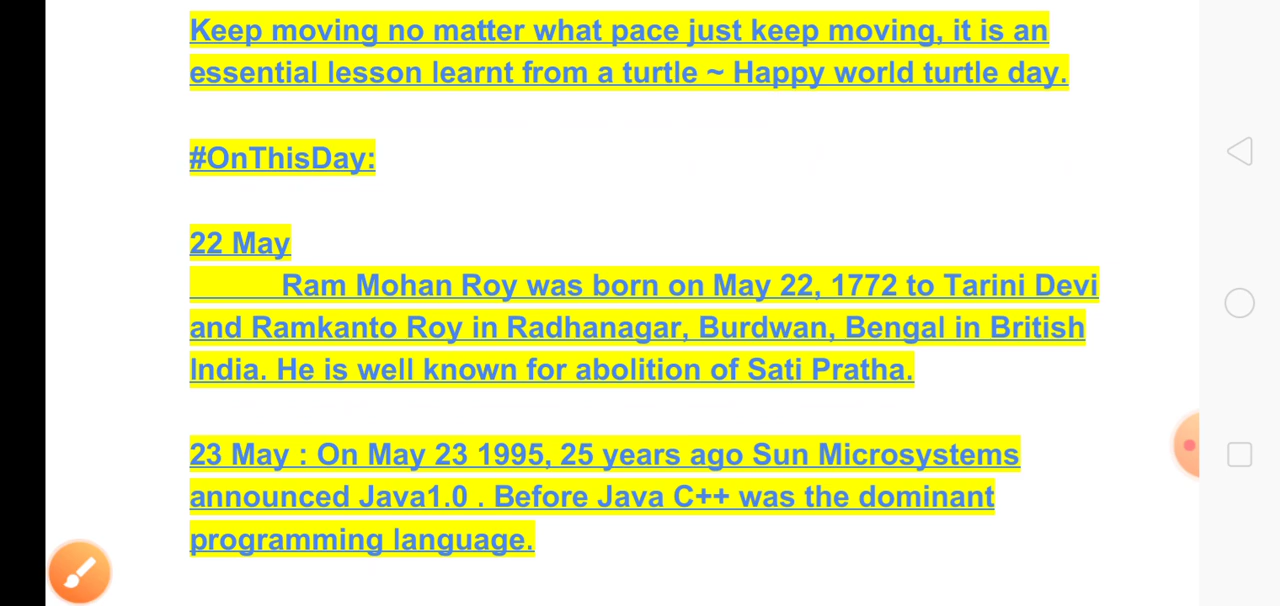 Keep moving no matter what pace just keep moving, it is an
essential lesson learnt from a turtle ~ Happy world turtle day.
#OnThisDay:
22 May
Ram Mohan Roy was born on May 22, 1772 to Tarini Devi
and Ramkanto Roy in Radhanagar, Burdwan, Bengal in British
India. He is well known for abolition of Sati Pratha.
23 May : On May 23 1995, 25 years ago Sun Microsystems
announced Java1.0 . Before Java C++ was the dominant
programming language.